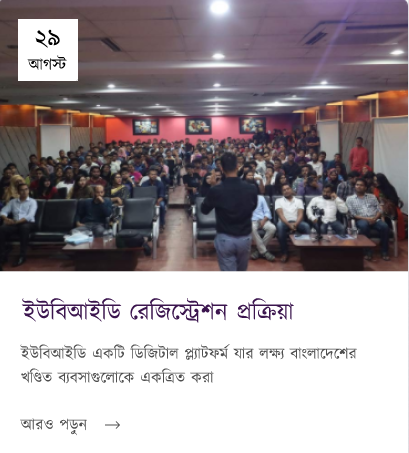 ২৯
আগস্ট
ইউবিআইডি রেজিস্ট্রেশন প্রক্রিয়া
ইউবিআইডি একটি ডিজিটাল প্ল্যাটফর্ম যার লক্ষ্য বাংলাদেশের
খণ্ডিত ব্যবসাগুলোকে একত্রিত করা
আরও পড়ুন →